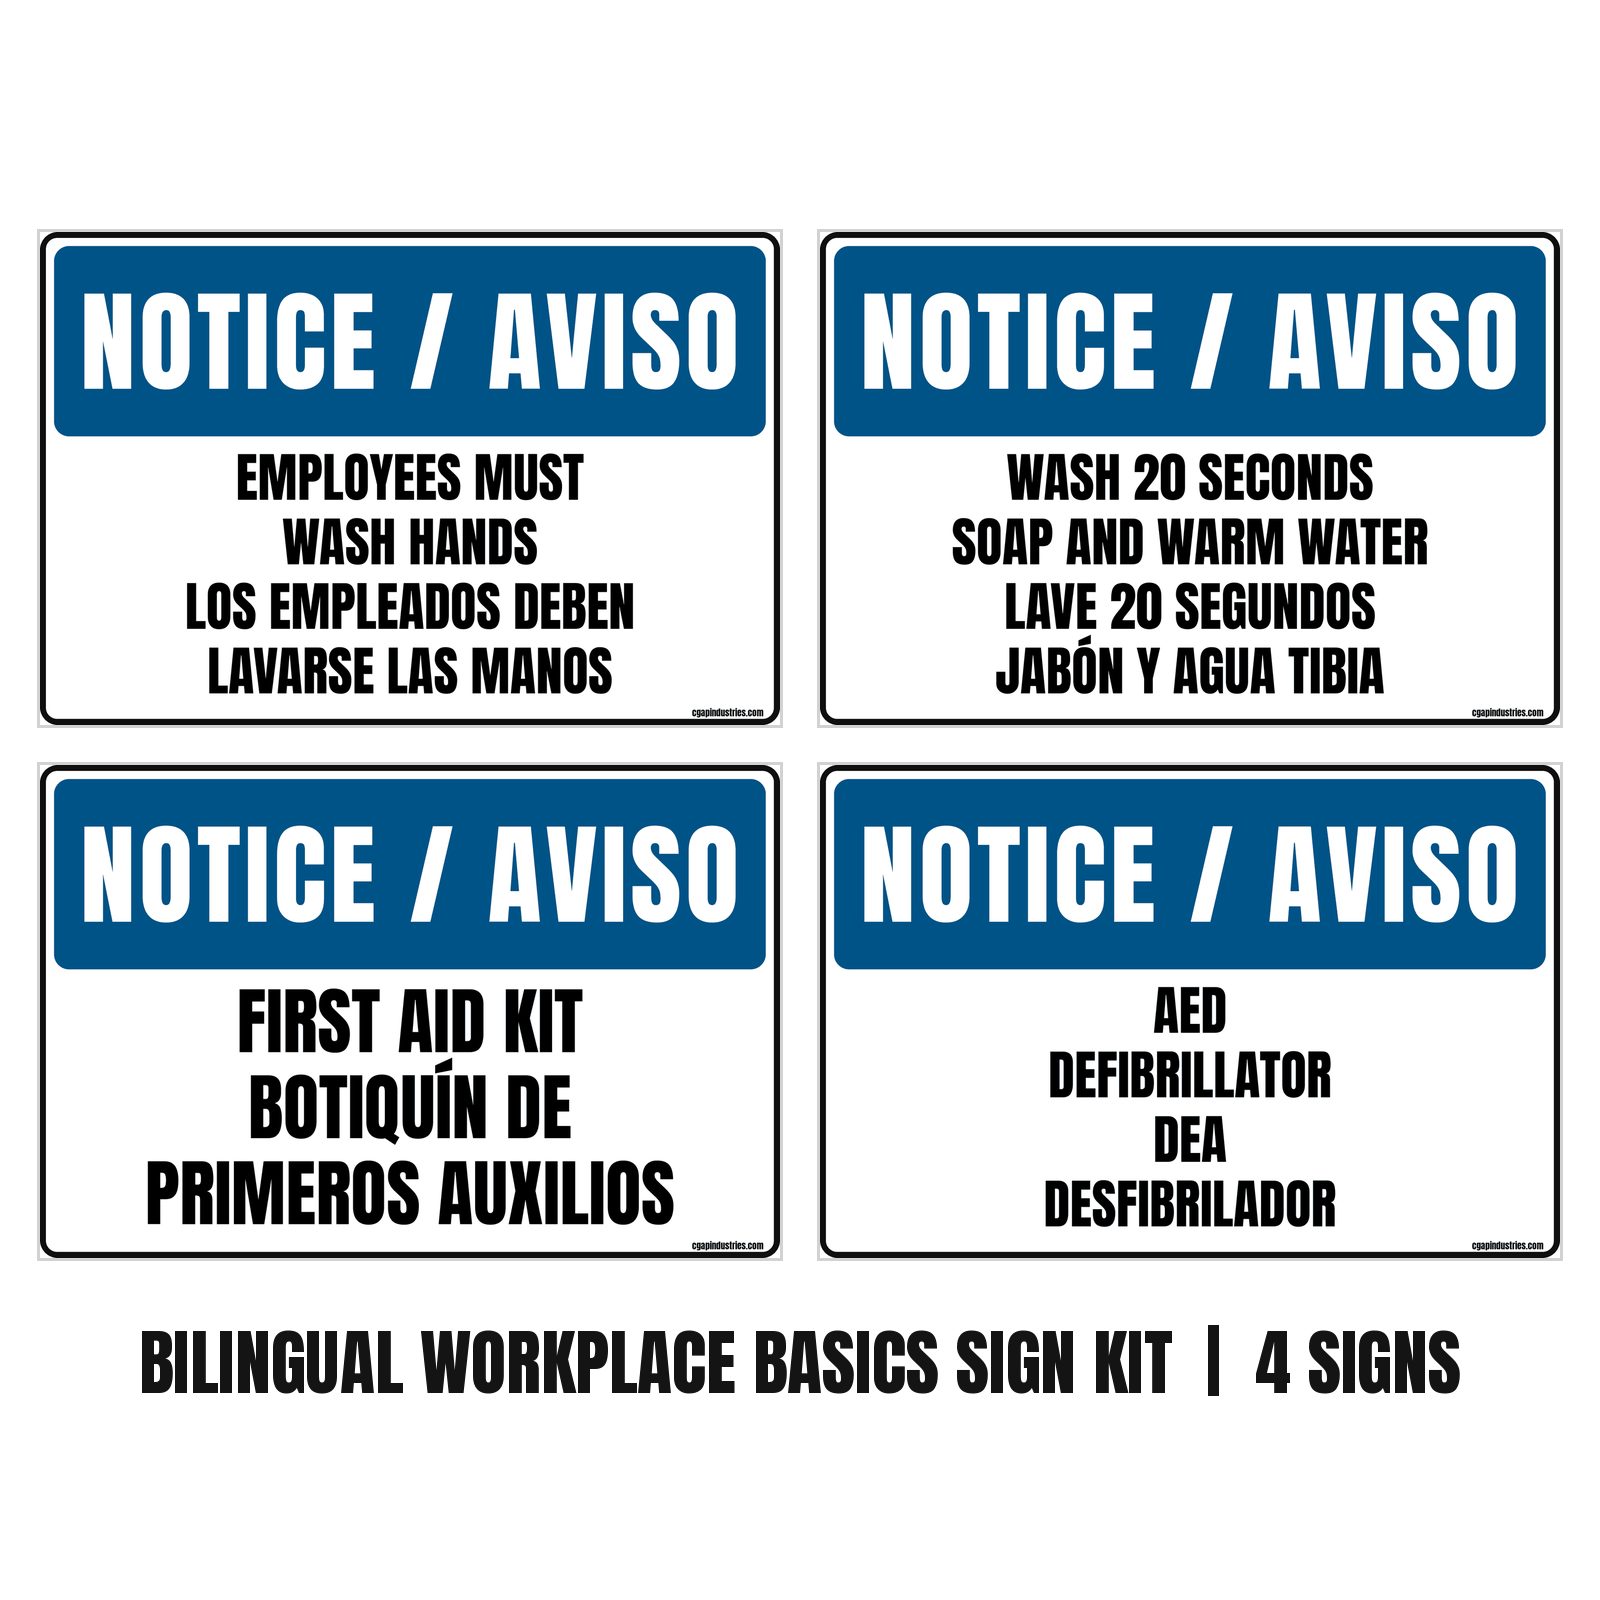 NOTICE / AVISO
EMPLOYEES MUST
WASH HANDS
LOS EMPLEADOS DEBEN
LAVARSE LAS MANOS
cgapindustries.com
NOTICE / AVISO
WASH 20 SECONDS
SOAP AND WARM WATER
LAVE 20 SEGUNDOS
JABÓN Y AGUA TIBIA
cgapindustries.com
NOTICE / AVISO
FIRST AID KIT
BOTIQUÍN DE
PRIMEROS AUXILIOS
cgapindustries.com
NOTICE / AVISO
AED
DEFIBRILLATOR
DEA
DESFIBRILADOR
cgapindustries.com
BILINGUAL WORKPLACE BASICS SIGN KIT | 4 SIGNS